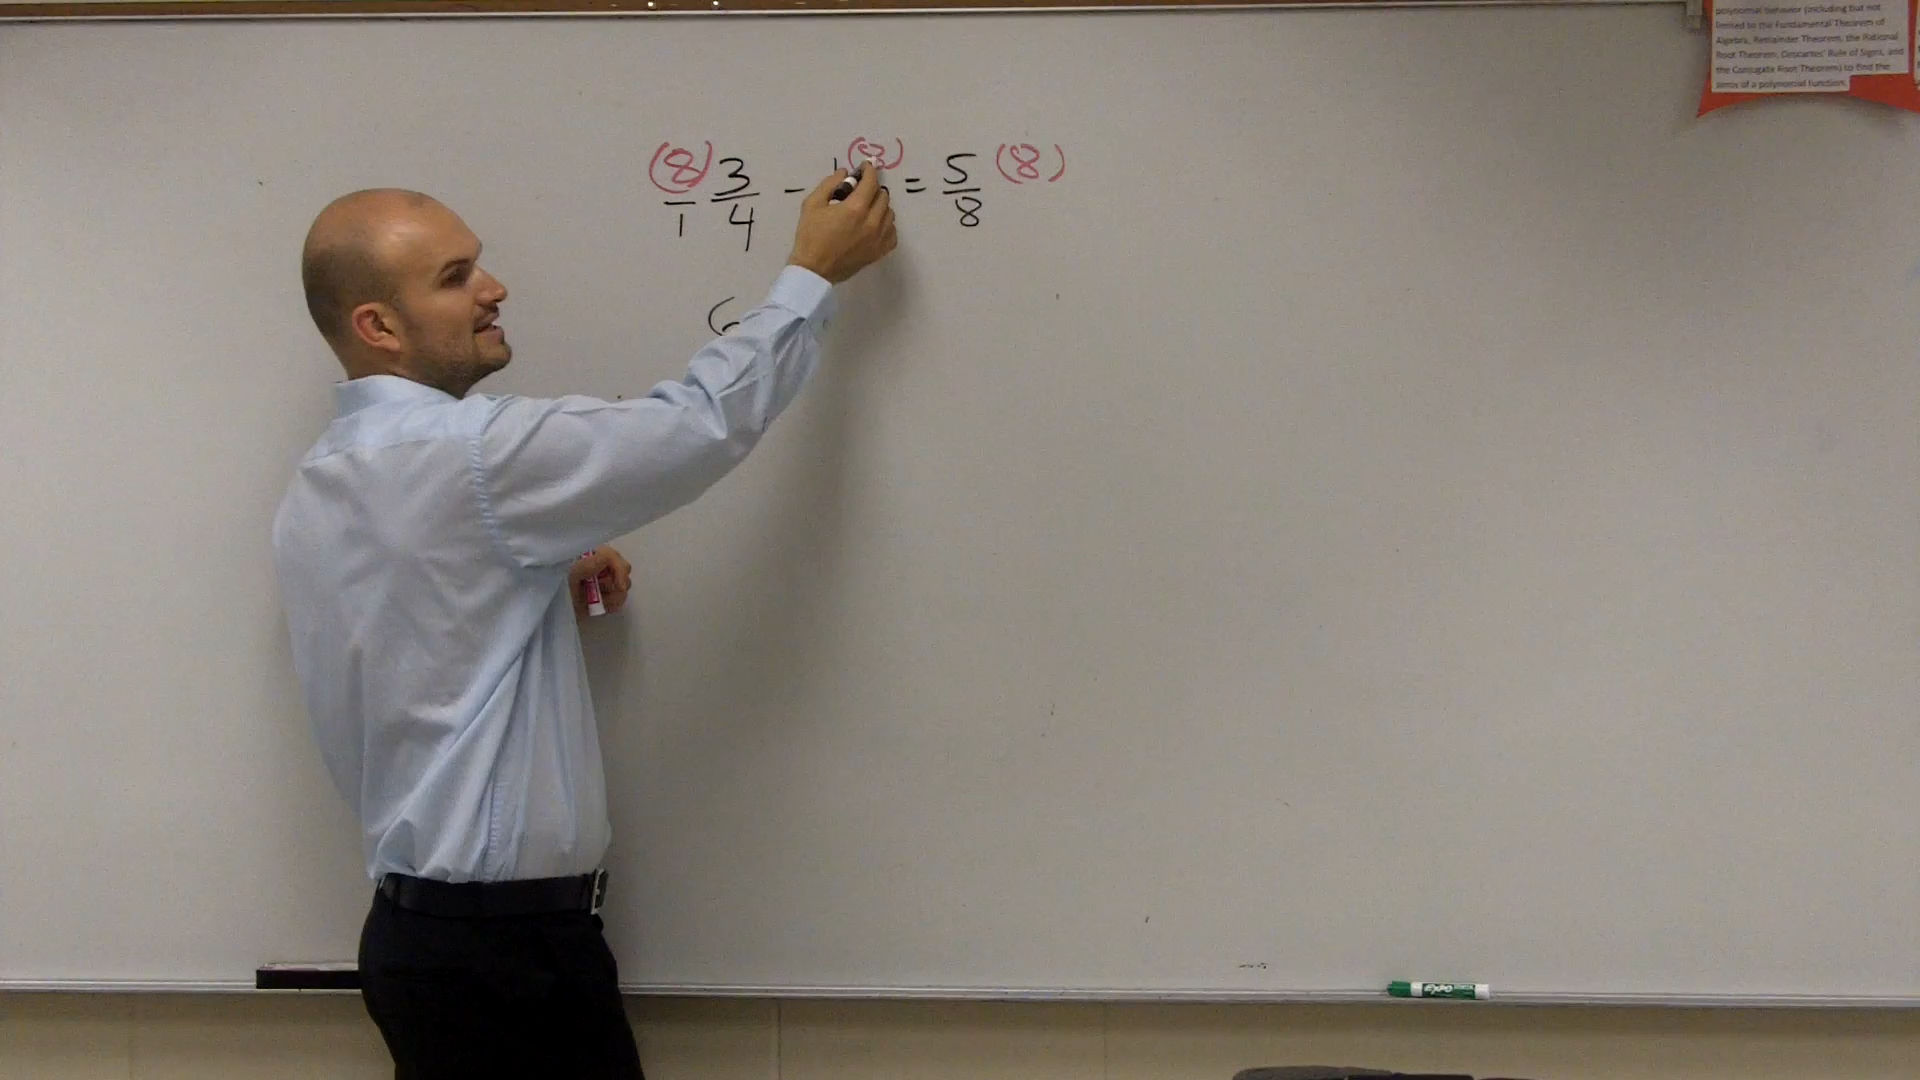 polynomial behavior (including but not
limited to the Fundamental Theorem of
Algebra, Remainder Theorem, the Rational
Root Theorem, Descartes' Rule of Signs, and
the Conjugate Root Theorem) to find the
zeros of a polynomial function.
(8)/1 3/4 - (8) = 5/8 (8)
6